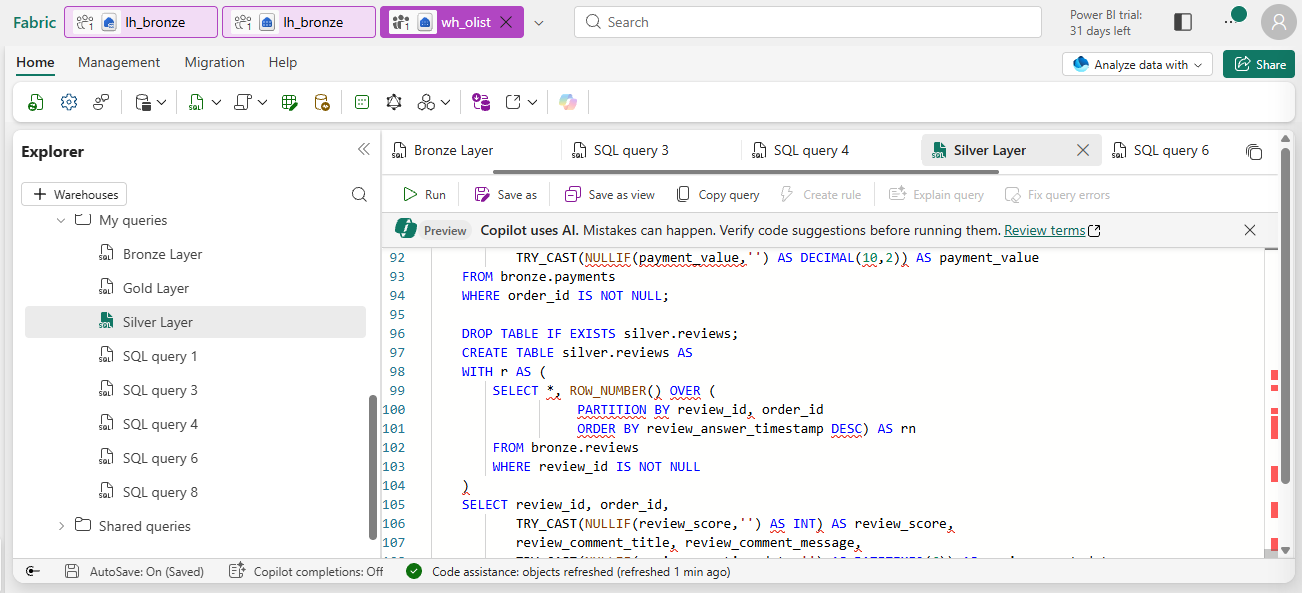 Fabric
lh_bronze
lh_bronze
wh_olist
Search
Power BI trial:
31 days left
Home Management Migration Help
Analyze data with
Share
Explorer
Warehouses
My queries
Bronze Layer
Gold Layer
Silver Layer
SQL query 1
SQL query 3
SQL query 4
SQL query 6
SQL query 8
Shared queries
Bronze Layer SQL query 3 SQL query 4 Silver Layer SQL query 6
Run Save as Save as view Copy query Create rule Explain query Fix query errors
Preview Copilot uses AI. Mistakes can happen. Verify code suggestions before running them. Review terms
92 TRY_CAST(NULLIF(payment_value,'') AS DECIMAL(10,2)) AS payment_value
93 FROM bronze.payments
94 WHERE order_id IS NOT NULL;
95
96 DROP TABLE IF EXISTS silver.reviews;
97 CREATE TABLE silver.reviews AS
98 WITH r AS (
99 SELECT *, ROW_NUMBER() OVER (
100 PARTITION BY review_id, order_id
101 ORDER BY review_answer_timestamp DESC) AS rn
102 FROM bronze.reviews
103 WHERE review_id IS NOT NULL
104 )
105 SELECT review_id, order_id,
106 TRY_CAST(NULLIF(review_score,'') AS INT) AS review_score,
107 review_comment_title, review_comment_message,
AutoSave: On (Saved) Copilot completions: Off Code assistance: objects refreshed (refreshed 1 min ago)